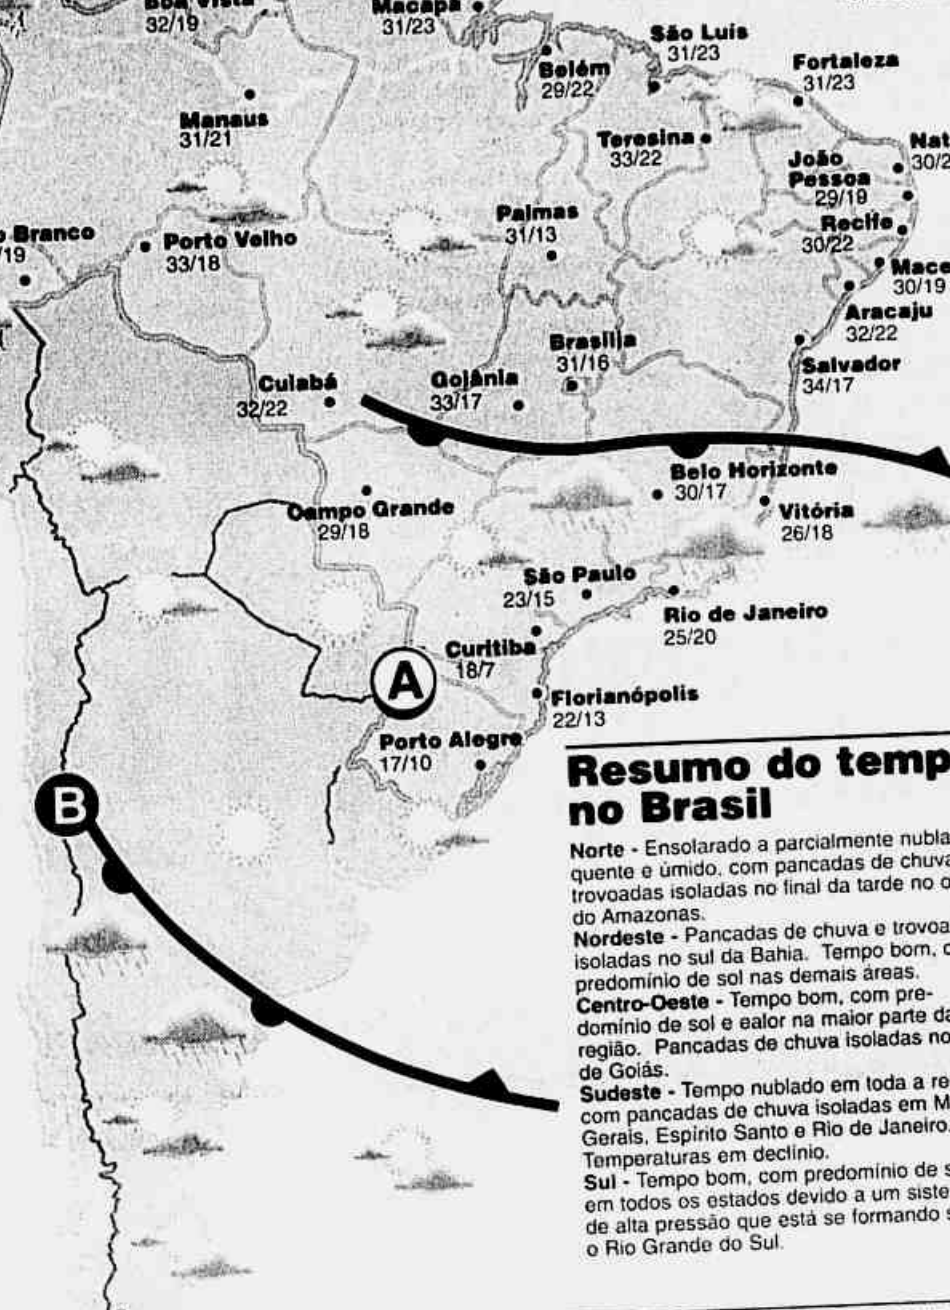 Boa Vista
32/19
Macapá
31/23
São Luís
31/23
Belém
29/22
Fortaleza
31/23
Manaus
31/21
Teresina
33/22
Nat
30/2
João
Pessoa
29/19
Palmas
31/13
Recife
30/22
o Branco
/19
Porto Velho
33/18
Mace
30/19
Aracaju
32/22
Brasília
31/16
Salvador
34/17
Cuiabá
32/22
Goiânia
33/17
Belo Horizonte
30/17
Campo Grande
29/18
Vitória
26/18
São Paulo
23/15
Rio de Janeiro
25/20
Curitiba
18/7
A
Florianópolis
22/13
Porto Alegre
17/10
B
Resumo do temp
no Brasil
Norte - Ensolarado a parcialmente nubla
quente e úmido, com pancadas de chuva
trovoadas isoladas no final da tarde no o
do Amazonas.
Nordeste - Pancadas de chuva e trovoa
isoladas no sul da Bahia. Tempo bom, c
predomínio de sol nas demais áreas.
Centro-Oeste - Tempo bom, com pre-
domínio de sol e ealor na maior parte da
região. Pancadas de chuva isoladas no
de Goiás.
Sudeste - Tempo nublado em toda a re
com pancadas de chuva isoladas em M
Gerais, Espírito Santo e Rio de Janeiro.
Temperaturas em declínio.
Sul - Tempo bom, com predomínio de s
em todos os estados devido a um siste
de alta pressão que está se formando s
o Rio Grande do Sul.